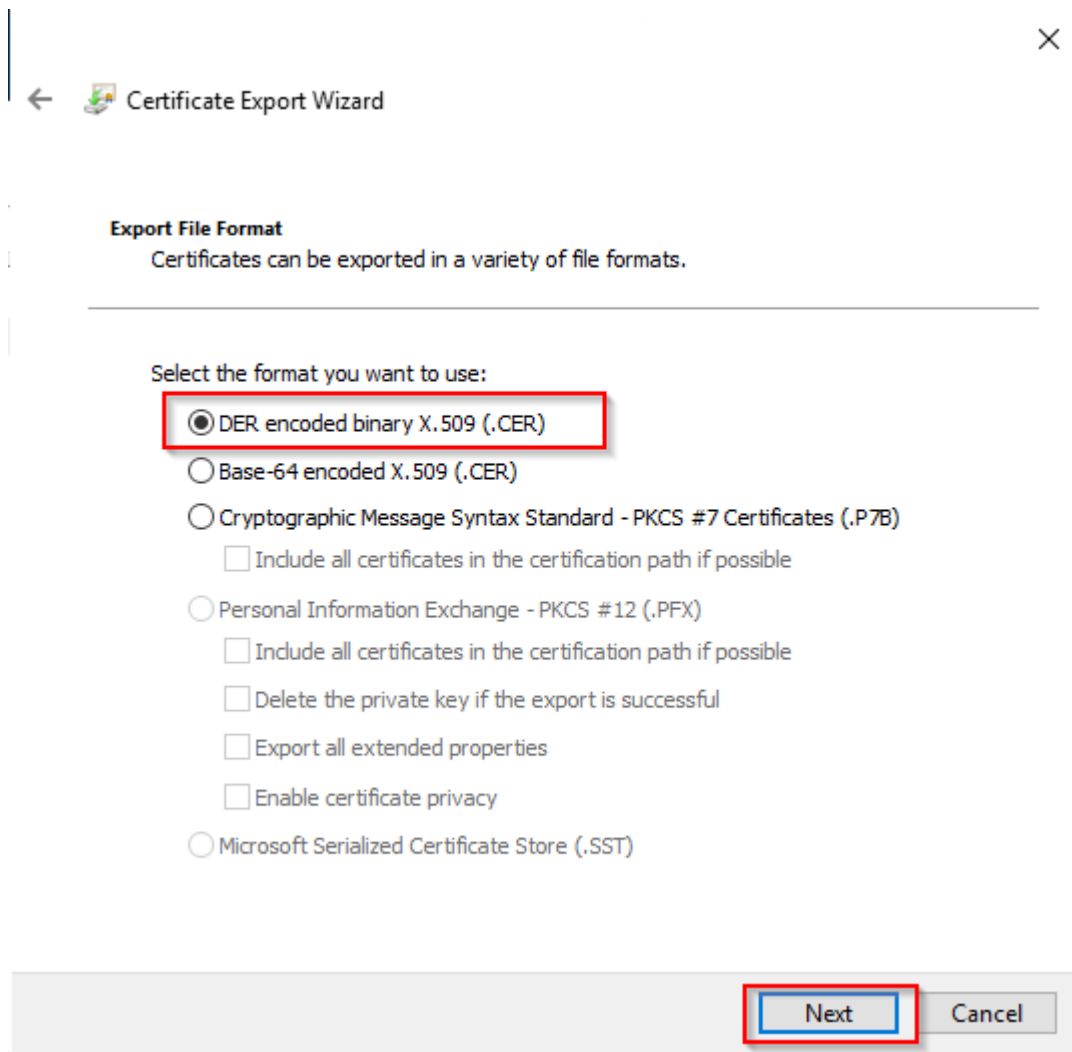 Certificate Export Wizard
Export File Format
Certificates can be exported in a variety of file formats.
Select the format you want to use:
DER encoded binary X.509 (.CER)
Base-64 encoded X.509 (.CER)
Cryptographic Message Syntax Standard - PKCS #7 Certificates (.P7B)
Include all certificates in the certification path if possible
Personal Information Exchange - PKCS #12 (.PFX)
Include all certificates in the certification path if possible
Delete the private key if the export is successful
Export all extended properties
Enable certificate privacy
Microsoft Serialized Certificate Store (.SST)
Next Cancel